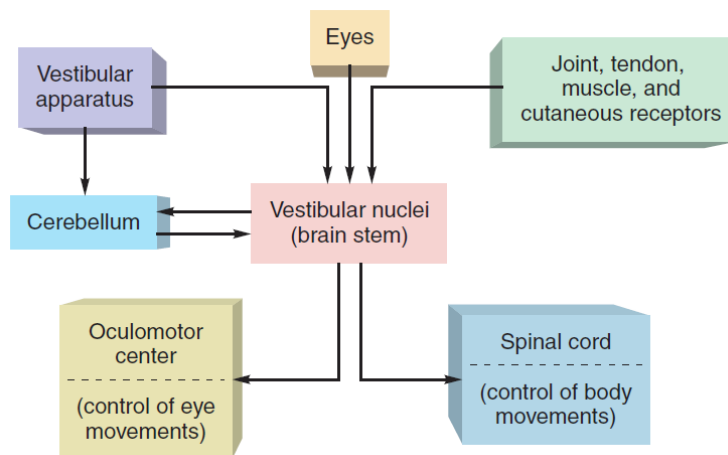 Eyes
Vestibular
apparatus
Joint, tendon,
muscle, and
cutaneous receptors
Cerebellum
Vestibular nuclei
(brain stem)
Oculomotor
center
(control of eye
movements)
Spinal cord
(control of body
movements)